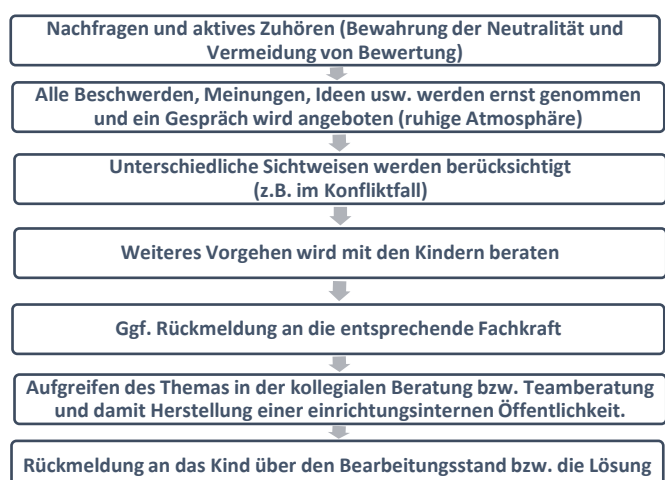 Nachfragen und aktives Zuhören (Bewahrung der Neutralität und
Vermeidung von Bewertung)
Alle Beschwerden, Meinungen, Ideen usw. werden ernst genommen
und ein Gespräch wird angeboten (ruhige Atmosphäre)
Unterschiedliche Sichtweisen werden berücksichtigt
(z.B. im Konfliktfall)
Weiteres Vorgehen wird mit den Kindern beraten
Ggf. Rückmeldung an die entsprechende Fachkraft
Aufgreifen des Themas in der kollegialen Beratung bzw. Teamberatung
und damit Herstellung einer einrichtungsinternen Öffentlichkeit.
Rückmeldung an das Kind über den Bearbeitungsstand bzw. die Lösung